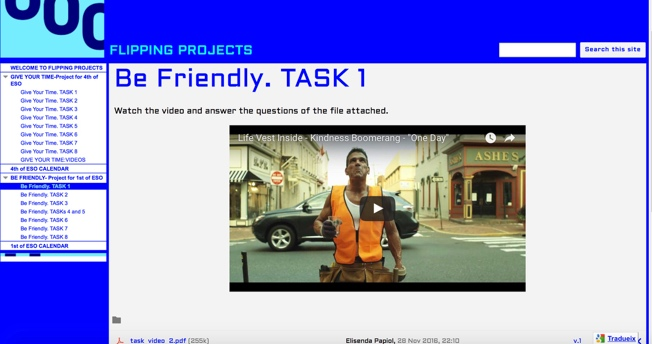 FLIPPING PROJECTS
Search this site
WELCOME TO FLIPPING PROJECTS
GIVE YOUR TIME-Project for 4th of
ESO
Give Your Time. TASK 1
Give Your Time. TASK 2
Give Your Time. TASK 3
Give Your Time. TASK 4
Give Your Time. TASK 5
Give Your Time. TASK 6
Give Your Time. TASK 7
Give Your Time. TASK 8
GIVE YOUR TIME:VIDEOS
4th of ESO CALENDAR
BE FRIENDLY- Project for 1st of ESO
Be Friendly. TASK 1
Be Friendly. TASK 2
Be Friendly. TASK 3
Be Friendly. TASKs 4 and 5
Be Friendly. TASK 6
Be Friendly. TASK 7
Be Friendly. TASK 8
1st of ESO CALENDAR
Be Friendly. TASK 1
Watch the video and answer the questions of the file attached.
Life Vest Inside - Kindness Boomerang - "One Day"
STOP
ASHE'S
task video 2.pdf (255k)
Elisenda Papiol, 28 Nov 2016, 22:10
v.1
Tradueix